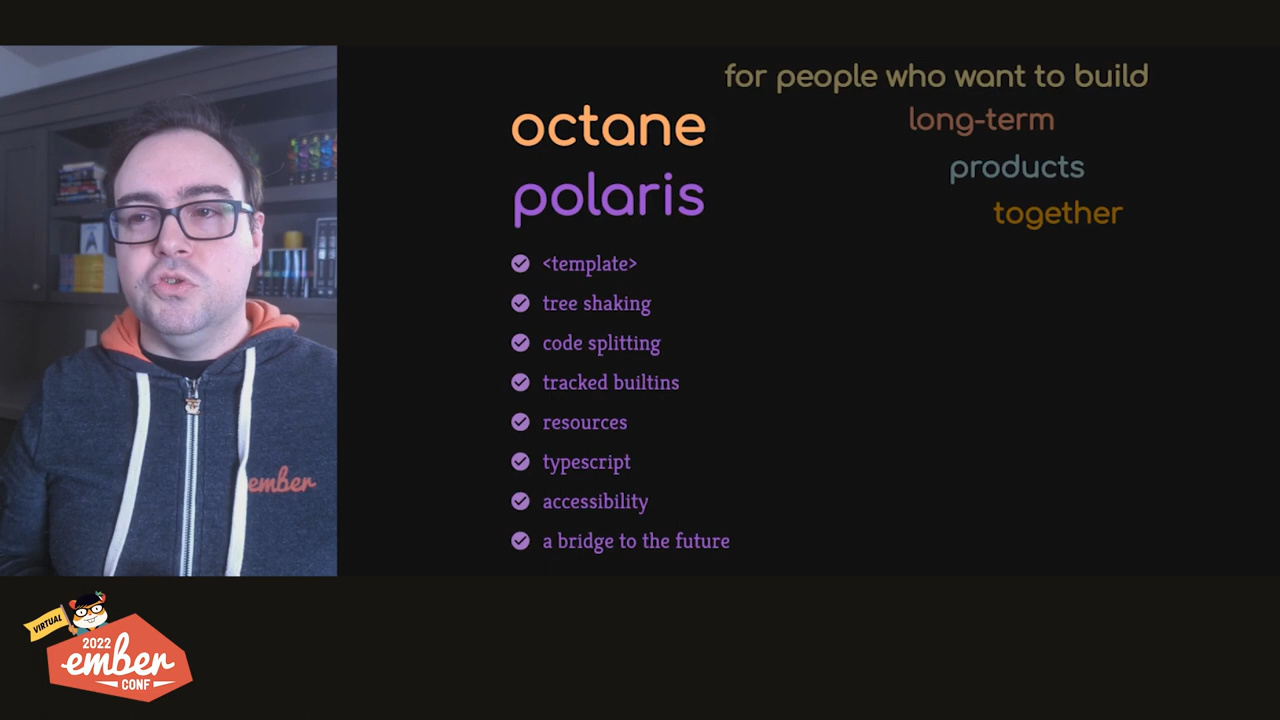 for people who want to build
long-term
products
together
octane
polaris
<template>
tree shaking
code splitting
tracked builtins
resources
typescript
accessibility
a bridge to the future
ember
VIRTUAL
2022
ember
CONF